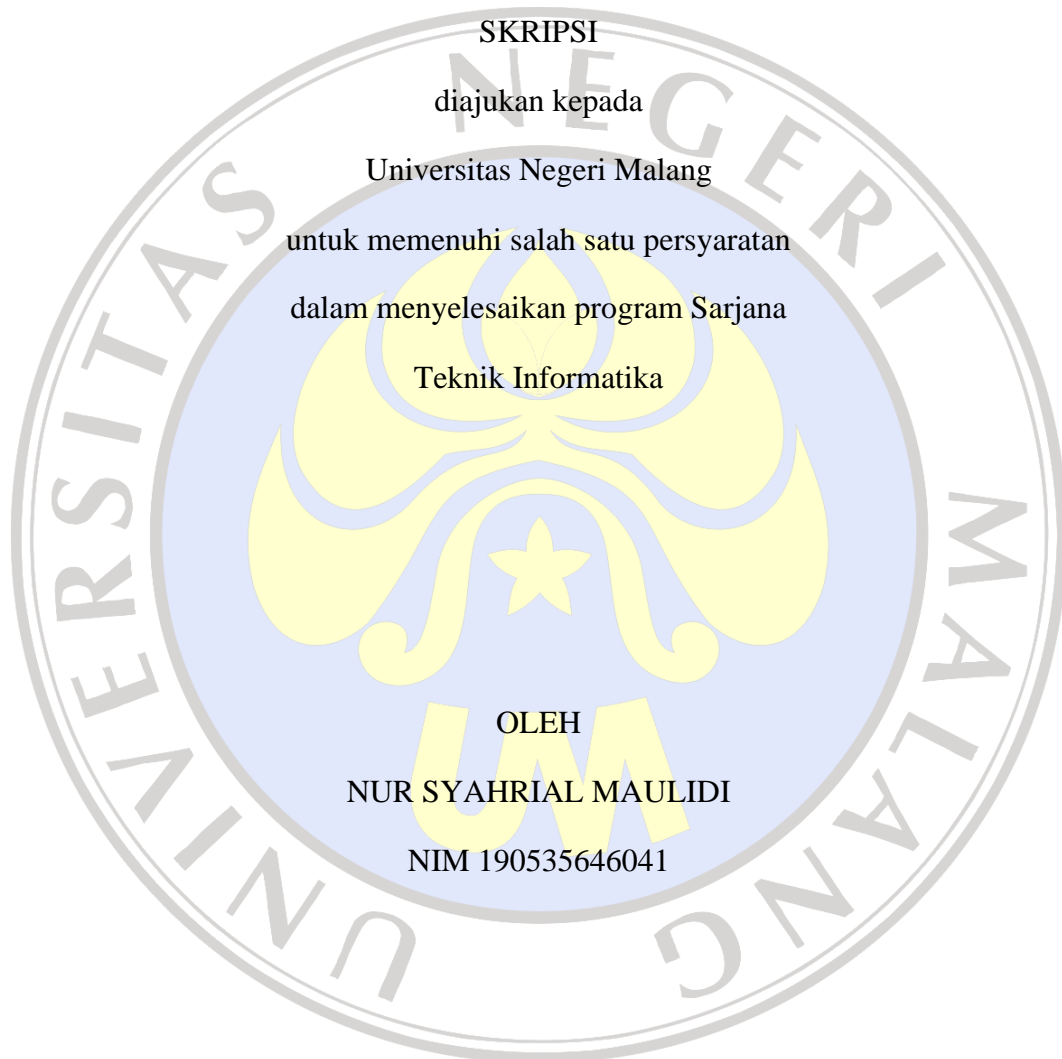 SKRIPSI
diajukan kepada
Universitas Negeri Malang
untuk memenuhi salah satu persyaratan
dalam menyelesaikan program Sarjana
Teknik Informatika
OLEH
NUR SYAHRIAL MAULIDI
NIM 190535646041
UNIVERSITAS NEGERI MALANG
UM